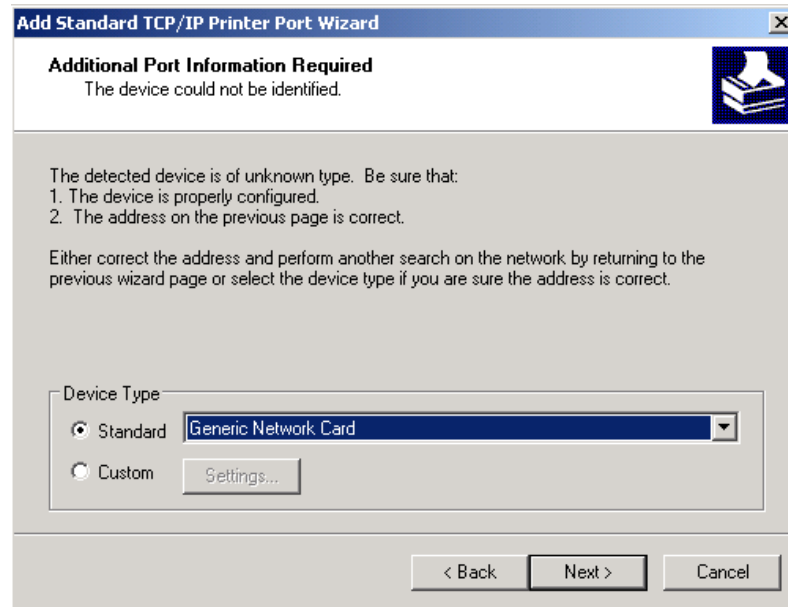 Add Standard TCP/IP Printer Port Wizard
Additional Port Information Required
The device could not be identified.
The detected device is of unknown type.  Be sure that:
1. The device is properly configured.
2.  The address on the previous page is correct.
Either correct the address and perform another search on the network by returning to the
previous wizard page or select the device type if you are sure the address is correct.
Device Type
Standard
Generic Network Card
Custom
Settings...
< Back
Next >
Cancel